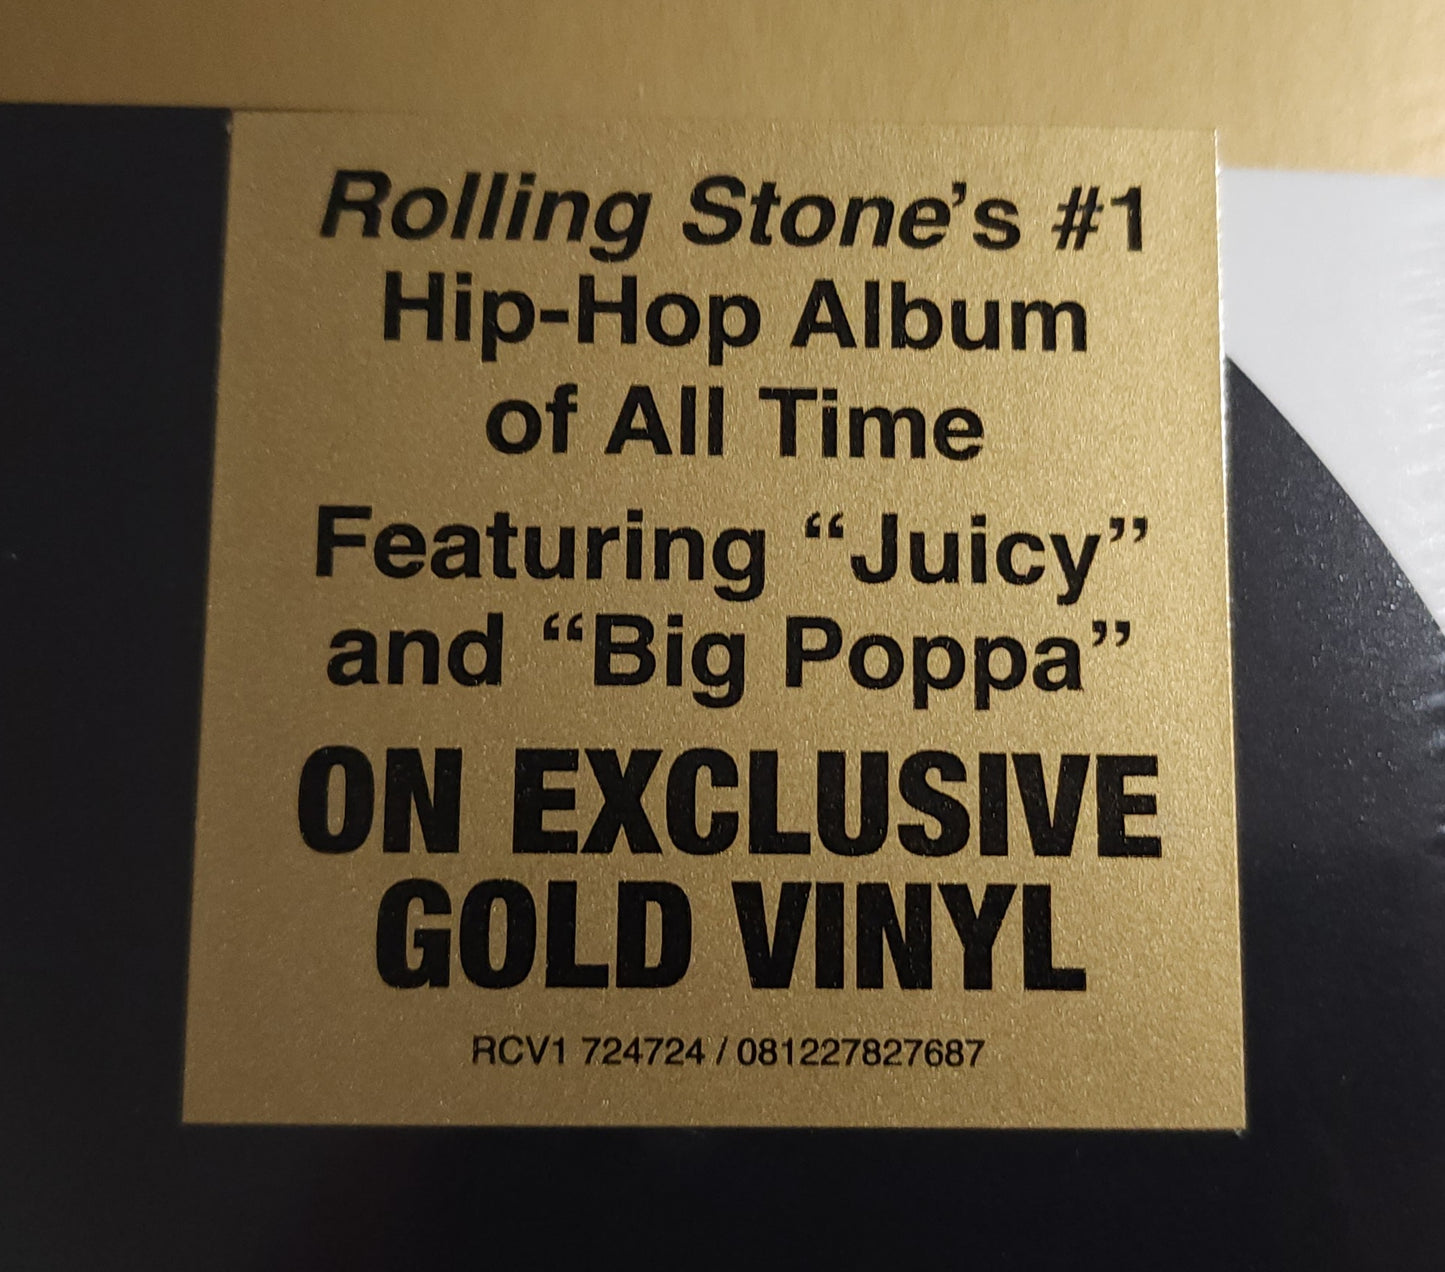 Rolling Stone’s #1
Hip-Hop Album
of All Time
Featuring “Juicy”
and “Big Poppa”
ON EXCLUSIVE
GOLD VINYL
RCV1 724724 / 081227827687